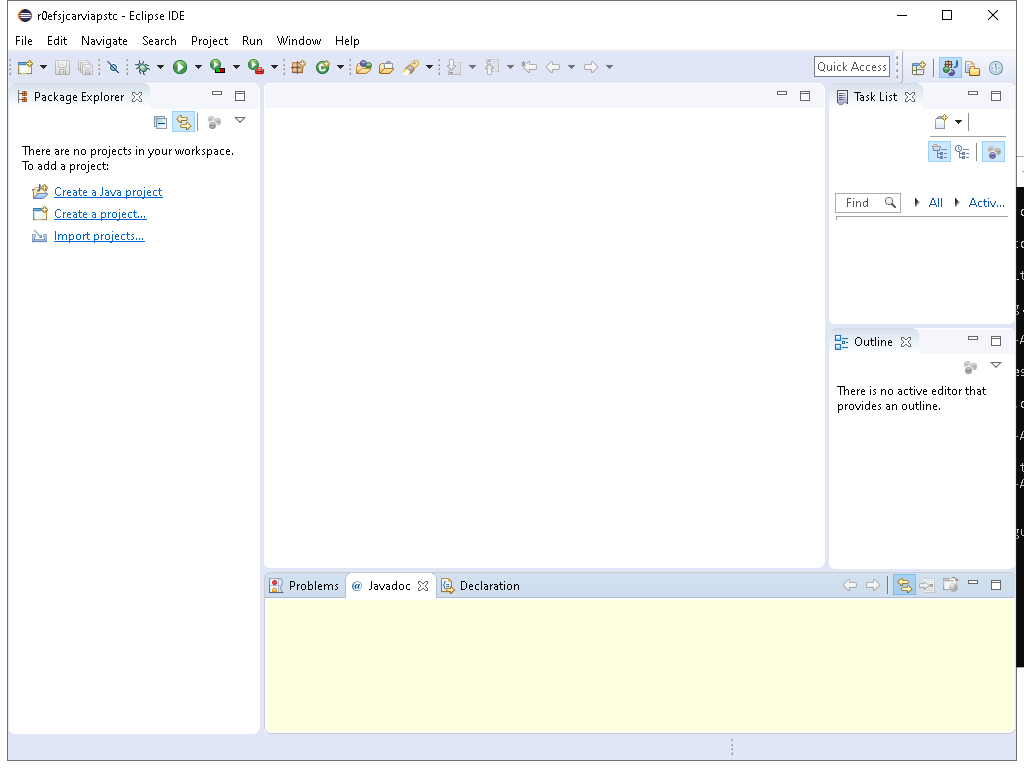 r0efsjcarviapstc - Eclipse IDE
File Edit Navigate Search Project Run Window Help
Quick Access
Package Explorer
Task List
There are no projects in your workspace.
To add a project:
Create a Java project
Create a project...
Import projects...
Find
All
Activ...
Outline
There is no active editor that
provides an outline.
Problems
@ Javadoc
Declaration